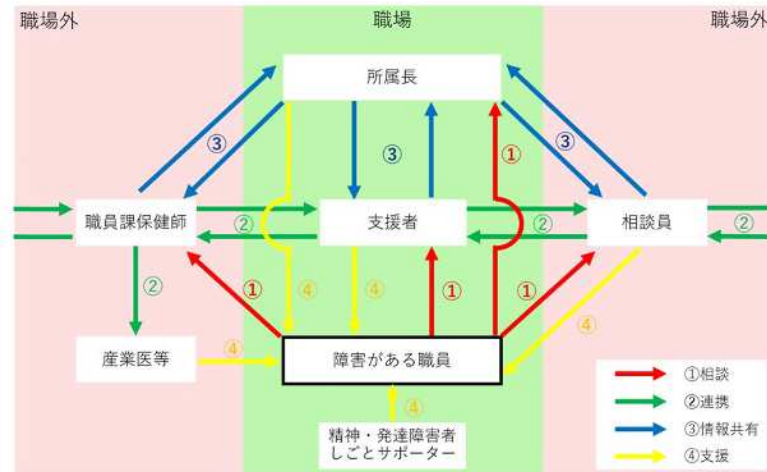 職場外
職場
職場外
所属長
③
③
①
③
職員課保健師
②
支援者
②
相談員
②
②
①
④
④
①
①
④
産業医等
④
障害がある職員
④
精神・発達障害者
しごとサポーター
①相談
②連携
③情報共有
④支援